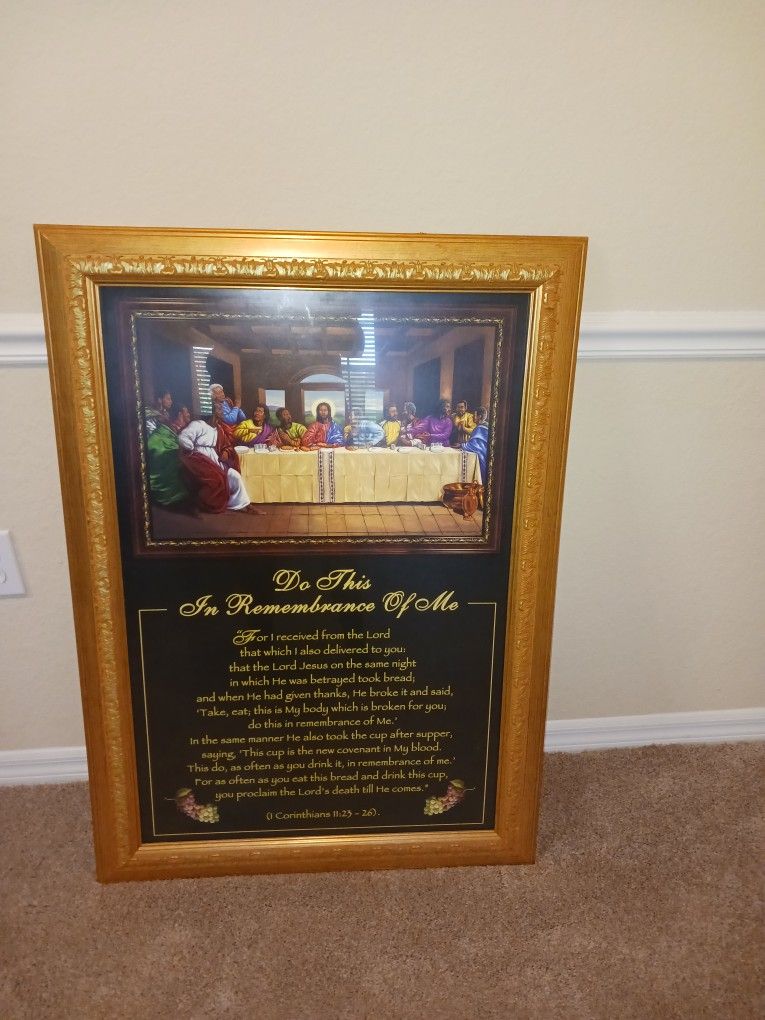 Do This
In Remembrance Of Me
"For I received from the Lord
that which I also delivered to you:
that the Lord Jesus on the same night
in which He was betrayed took bread;
and when He had given thanks, He broke it and said,
'Take, eat; this is My body which is broken for you;
do this in remembrance of Me.'
In the same manner He also took the cup after supper,
saying, 'This cup is the new covenant in My blood.
This do, as often as you drink it, in remembrance of me.'
For as often as you eat this bread and drink this cup,
you proclaim the Lord's death till He comes."
(1 Corinthians 11:23 - 26).